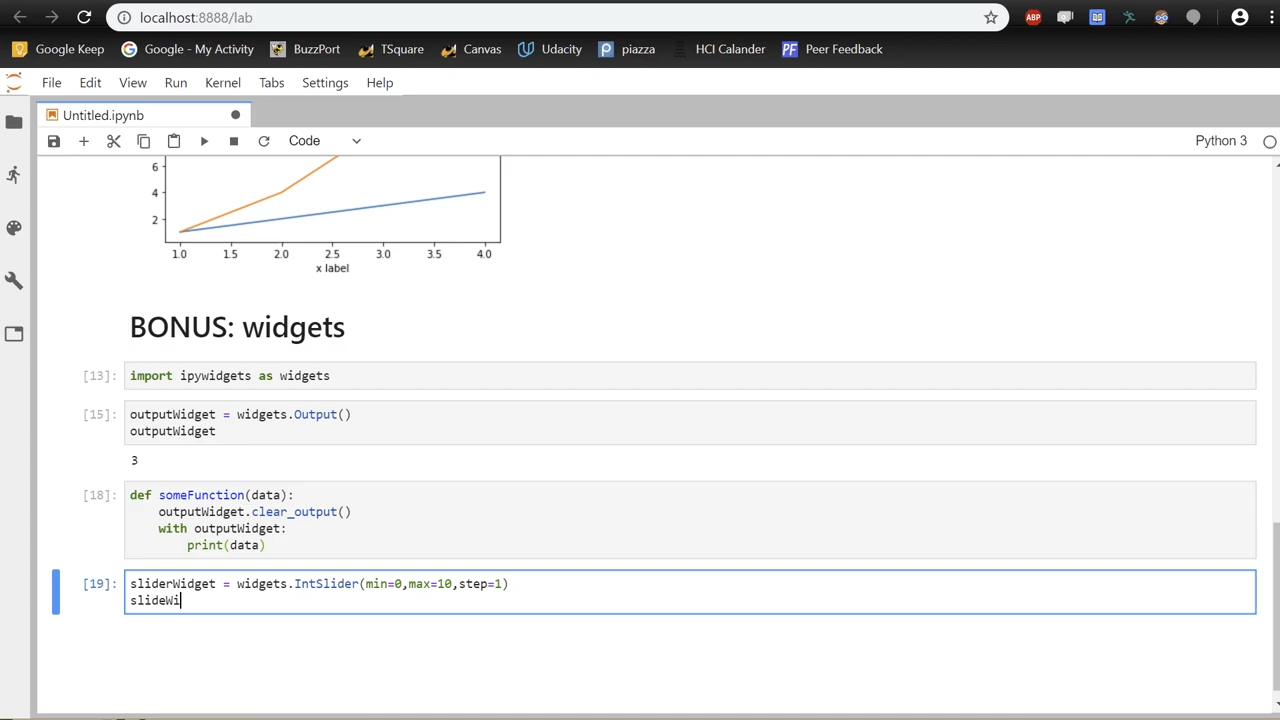 localhost:8888/lab
ABP
Google Keep Google - My Activity BuzzPort TSquare Canvas Udacity piazza HCI Calander PF Peer Feedback
File Edit View Run Kernel Tabs Settings Help
Untitled.ipynb
Code Python 3
6
4
2
1.0 1.5 2.0 2.5 3.0 3.5 4.0
x label
BONUS: widgets
[13]: import ipywidgets as widgets
[15]: outputWidget = widgets.Output()
outputWidget
3
[18]: def someFunction(data):
outputWidget.clear_output()
with outputWidget:
print(data)
[19]: sliderWidget = widgets.IntSlider(min=0,max=10,step=1)
slideWi